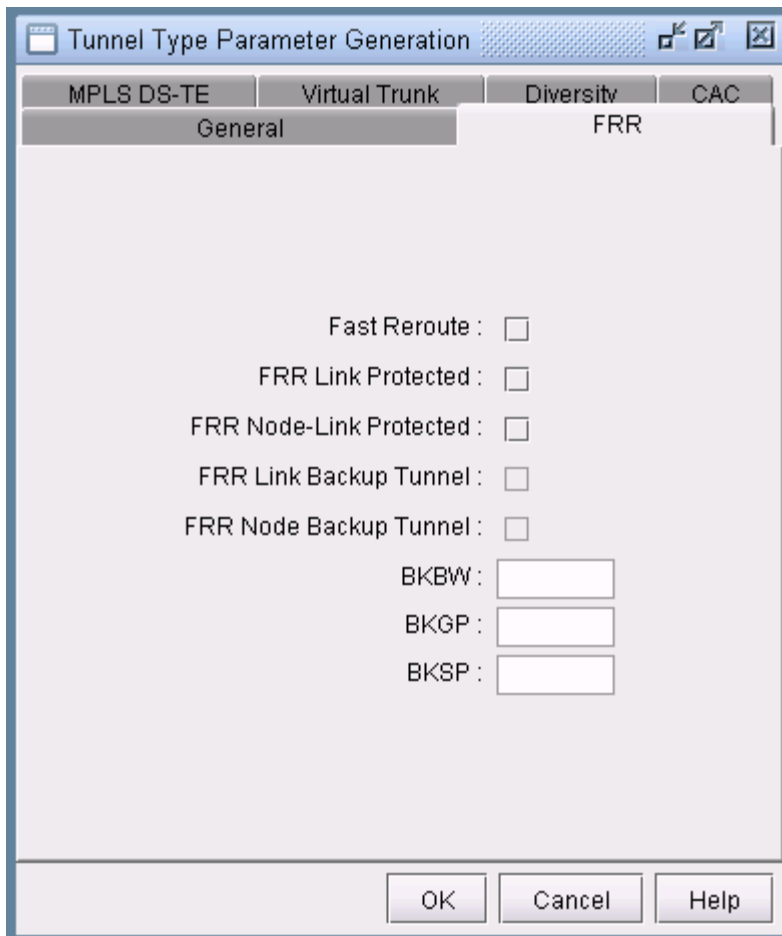 Tunnel Type Parameter Generation
MPLS DS-TE Virtual Trunk Diversity CAC
General FRR
Fast Reroute :
FRR Link Protected :
FRR Node-Link Protected :
FRR Link Backup Tunnel :
FRR Node Backup Tunnel :
BKBW :
BKGP :
BKSP :
OK Cancel Help